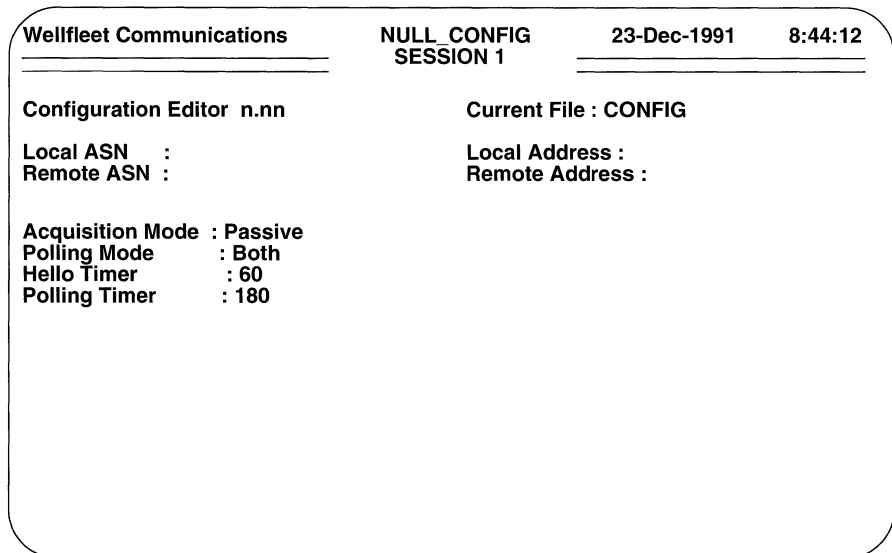 Wellfleet Communications NULL_CONFIG 23-Dec-1991 8:44:12
SESSION 1
Configuration Editor n.nn Current File : CONFIG
Local ASN : Local Address :
Remote ASN : Remote Address :
Acquisition Mode : Passive
Polling Mode : Both
Hello Timer : 60
Polling Timer : 180